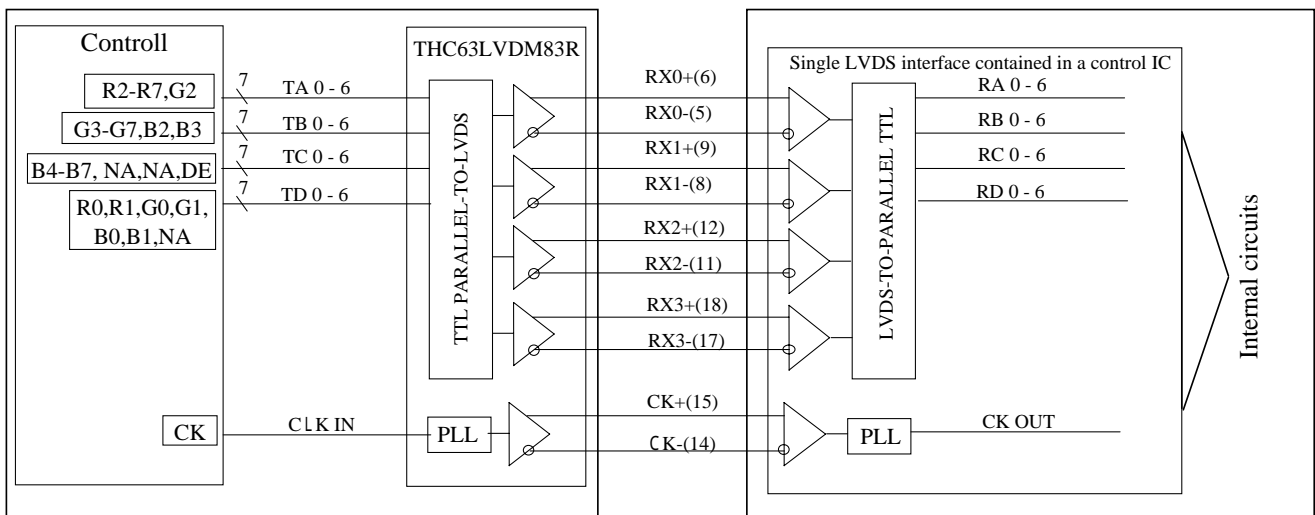 Controll
R2-R7,G2
G3-G7,B2,B3
B4-B7, NA,NA,DE
R0,R1,G0,G1,
B0,B1,NA
CK
7
TA 0 - 6
7
TB 0 - 6
7
TC 0 - 6
7
TD 0 - 6
CLK IN
THC63LVDM83R
TTL PARALLEL-TO-LVDS
PLL
RX0+(6)
RX0-(5)
RX1+(9)
RX1-(8)
RX2+(12)
RX2-(11)
RX3+(18)
RX3-(17)
CK+(15)
CK-(14)
Single LVDS interface contained in a control IC
LVDS-TO-PARALLEL TTL
PLL
RA 0 - 6
RB 0 - 6
RC 0 - 6
RD 0 - 6
CK OUT
Internal circuits